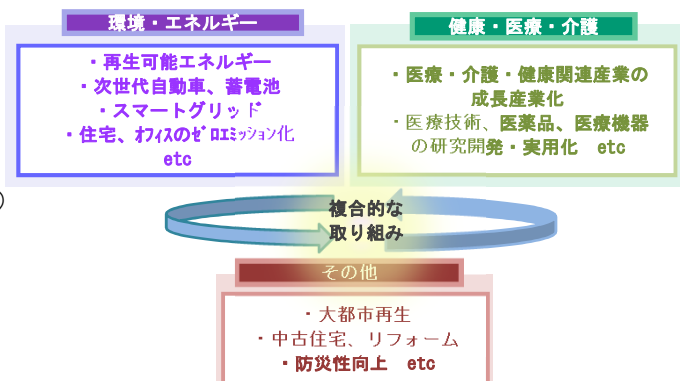 環境・エネルギー
・再生可能エネルギー
・次世代自動車、蓄電池
・スマートグリッド
・住宅、ｵﾌｨｽのｾﾞﾛｴﾐｯｼｮﾝ化
etc
健康・医療・介護
・医療・介護・健康関連産業の
成長産業化
・医療技術、医薬品、医療機器
の研究開発・実用化　etc
複合的な
取り組み
その他
・大都市再生
・中古住宅、リフォーム
・防災性向上　etc